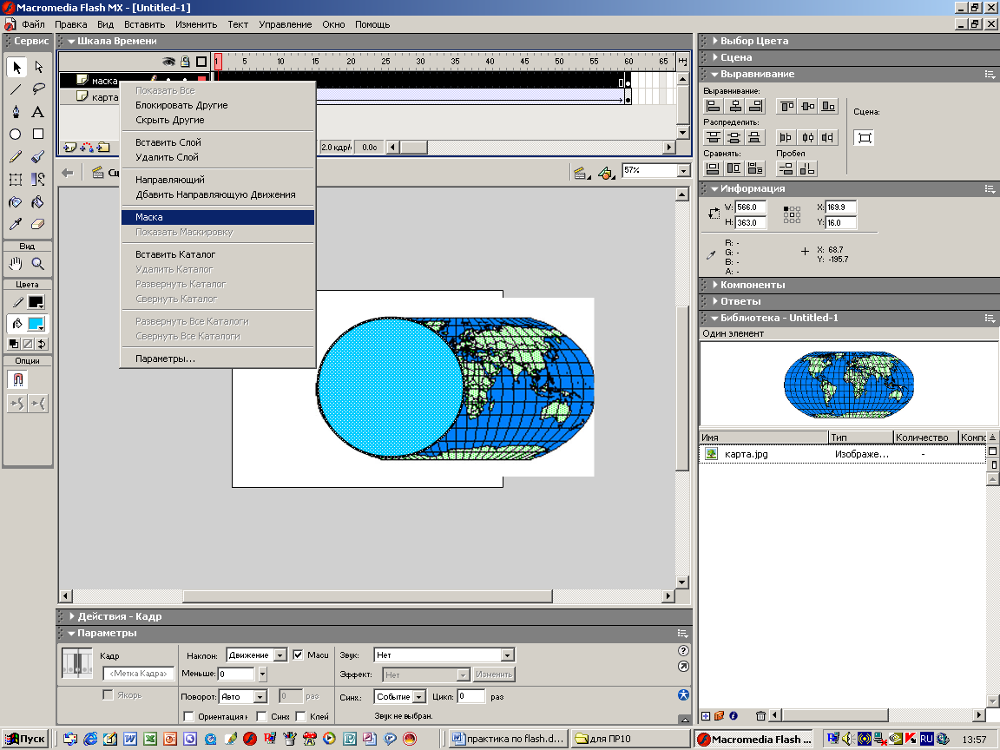 Macromedia Flash MX - [Untitled-1]
Файл Правка Вид Вставить Изменить Тект Управление Окно Помощь
Сервис
Шкала Времени
1 5 10 15 20 25 30 35 40 45 50 55 60 65
маска
карта
2.0 кадр/ 0.0с
57%
Показать Все
Блокировать Другие
Скрыть Другие
Вставить Слой
Удалить Слой
Направляющий
Дбавить Направляющую Движения
Маска
Показать Маскировку
Вставить Каталог
Удалить Каталог
Развернуть Каталог
Свернуть Каталог
Развернуть Все Каталоги
Свернуть Все Каталоги
Параметры...
Вид
Цвета
Опции
Выбор Цвета
Сцена
Выравнивание
Выравнивание:
Сцена:
Распределить:
Сравнять: Пробел
Информация
W: 566.0 X: 169.9
H: 363.0 Y: 16.0
R: -
G: - X: 68.7
B: - Y: -195.7
A: -
Компоненты
Ответы
Библиотека - Untitled-1
Один элемент
Имя Тип Количество Компс
карта.jpg Изображе... -
Действия - Кадр
Параметры
Кадр Наклон: Движение Масш Звук: Нет
<Метка Кадра> Меньше: 0 Эффект: Нет Изменить
Якорь Поворот: Авто 0 раз Синх.: Событие Цикл: 0 раз
Ориентация Синх Клей Звук не выбран.
Пуск практика по flash.d... для ПР10 Macromedia Flash ... RU 13:57